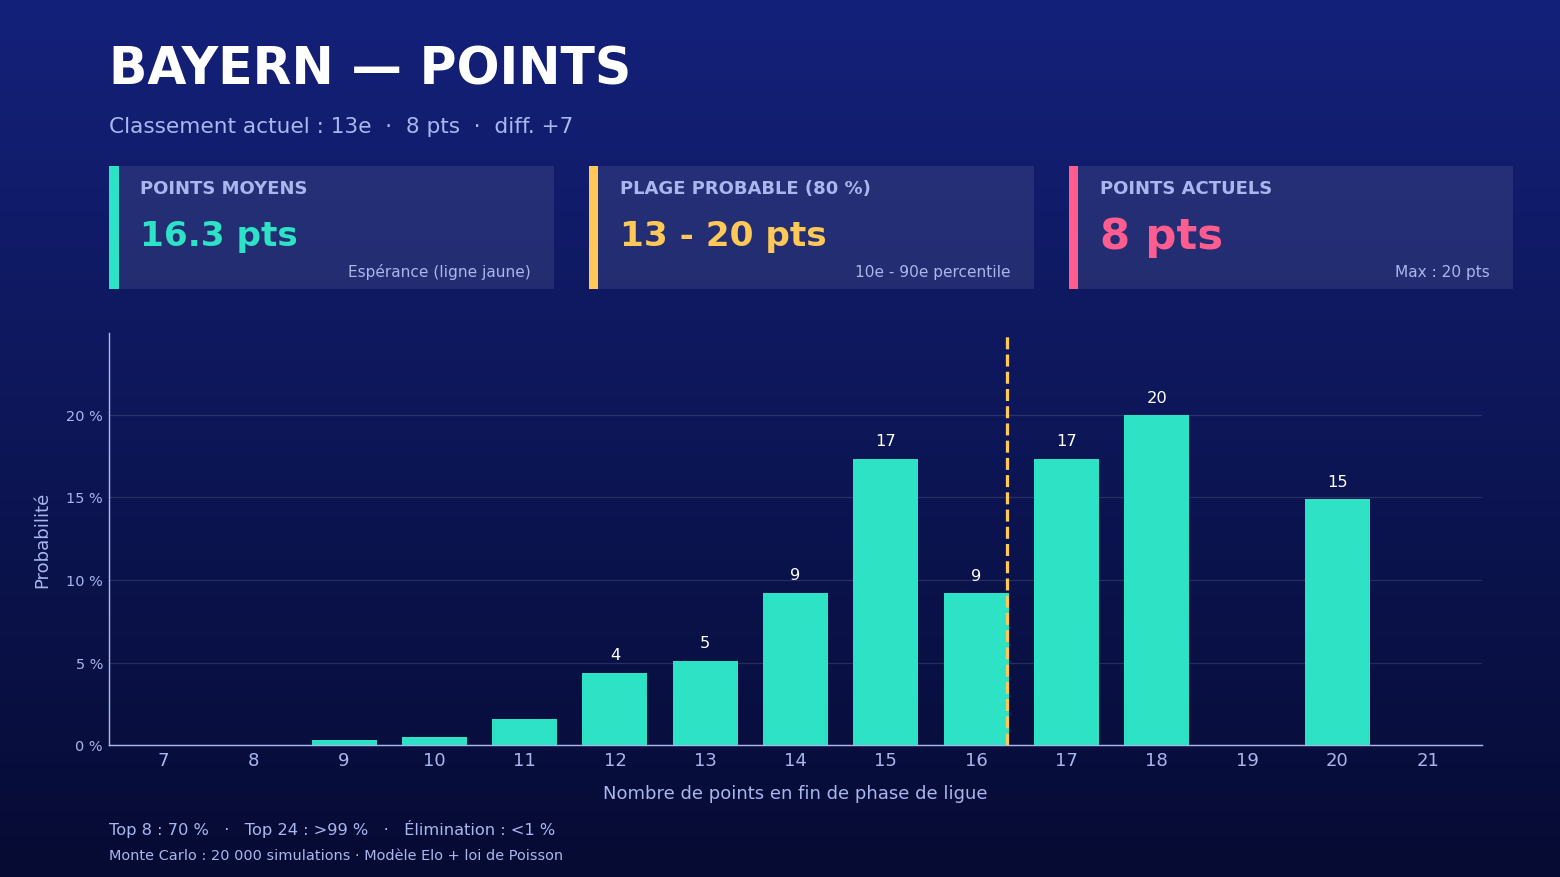 BAYERN — POINTS
Classement actuel : 13e · 8 pts · diff. +7
POINTS MOYENS
16.3 pts
Espérance (ligne jaune)
PLAGE PROBABLE (80 %)
13 - 20 pts
10e - 90e percentile
POINTS ACTUELS
8 pts
Max : 20 pts
Probabilité
20 %
15 %
10 %
5 %
0 %
4
5
9
17
9
17
20
15
7 8 9 10 11 12 13 14 15 16 17 18 19 20 21
Nombre de points en fin de phase de ligue
Top 8 : 70 % · Top 24 : >99 % · Élimination : <1 %
Monte Carlo : 20 000 simulations · Modèle Elo + loi de Poisson